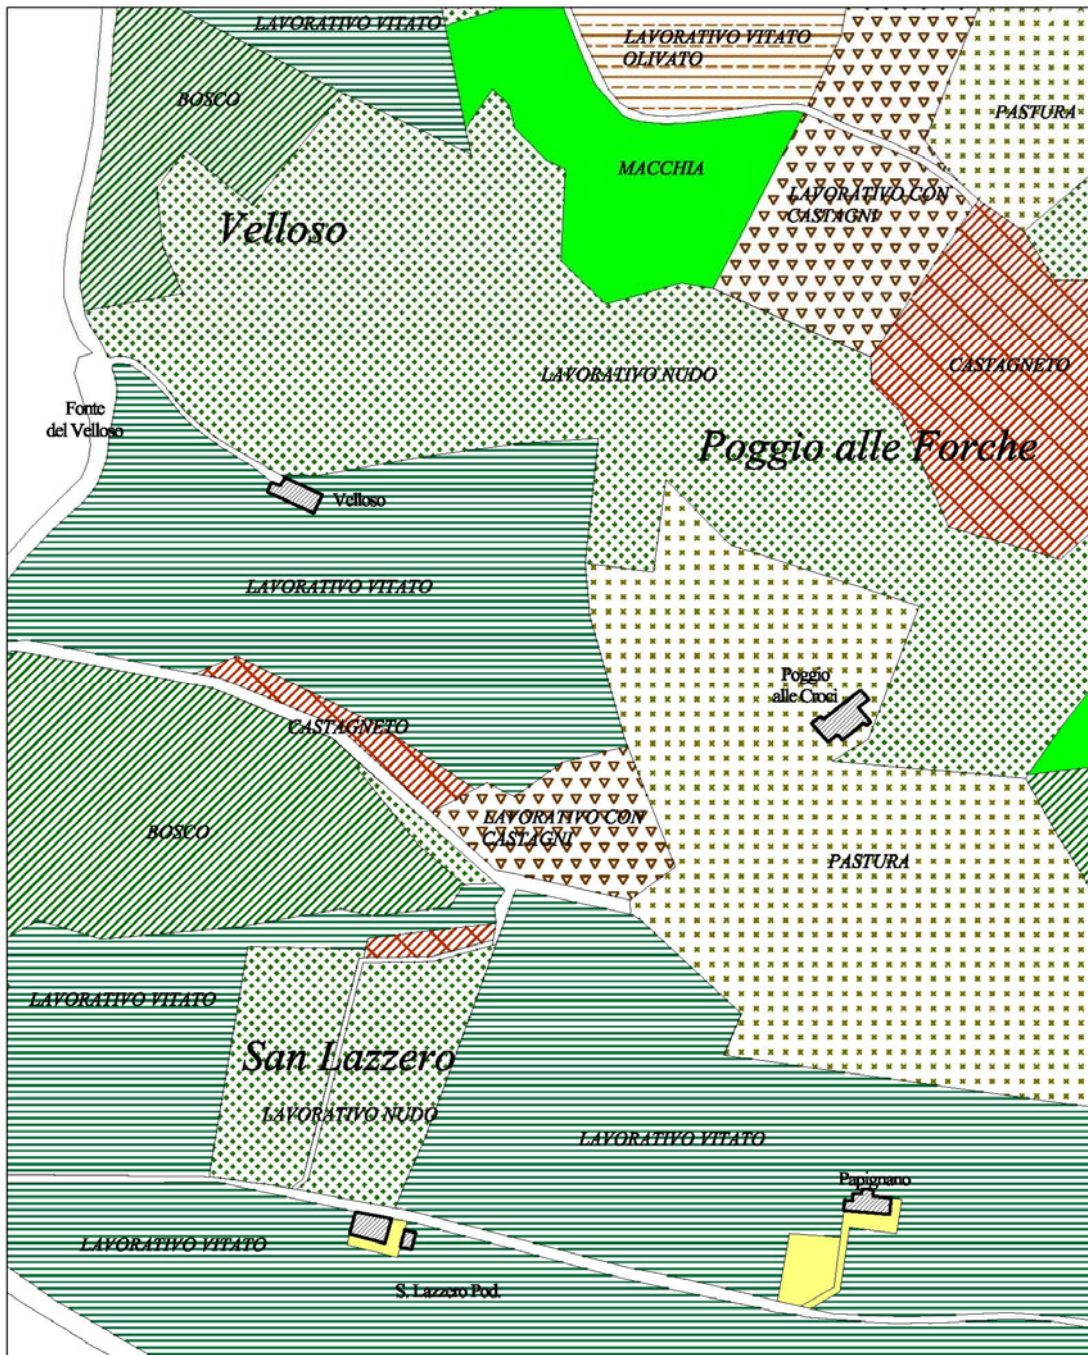 LAVORATIVO VITATO
LAVORATIVO VITATO
OLIVATO
BOSCO
PASTURA
MACCHIA
LAVORATIVO CON
CASTAGNI
Velloso
CASTAGNETO
LAVORATIVO NUDO
Fonte
del Velloso
Poggio alle Forche
Velloso
LAVORATIVO VITATO
Poggio
alle Croci
CASTAGNETO
LAVORATIVO CON
CASTAGNI
BOSCO
PASTURA
LAVORATIVO VITATO
San Lazzero
LAVORATIVO NUDO
LAVORATIVO VITATO
Papignano
LAVORATIVO VITATO
S. Lazzero Pod.